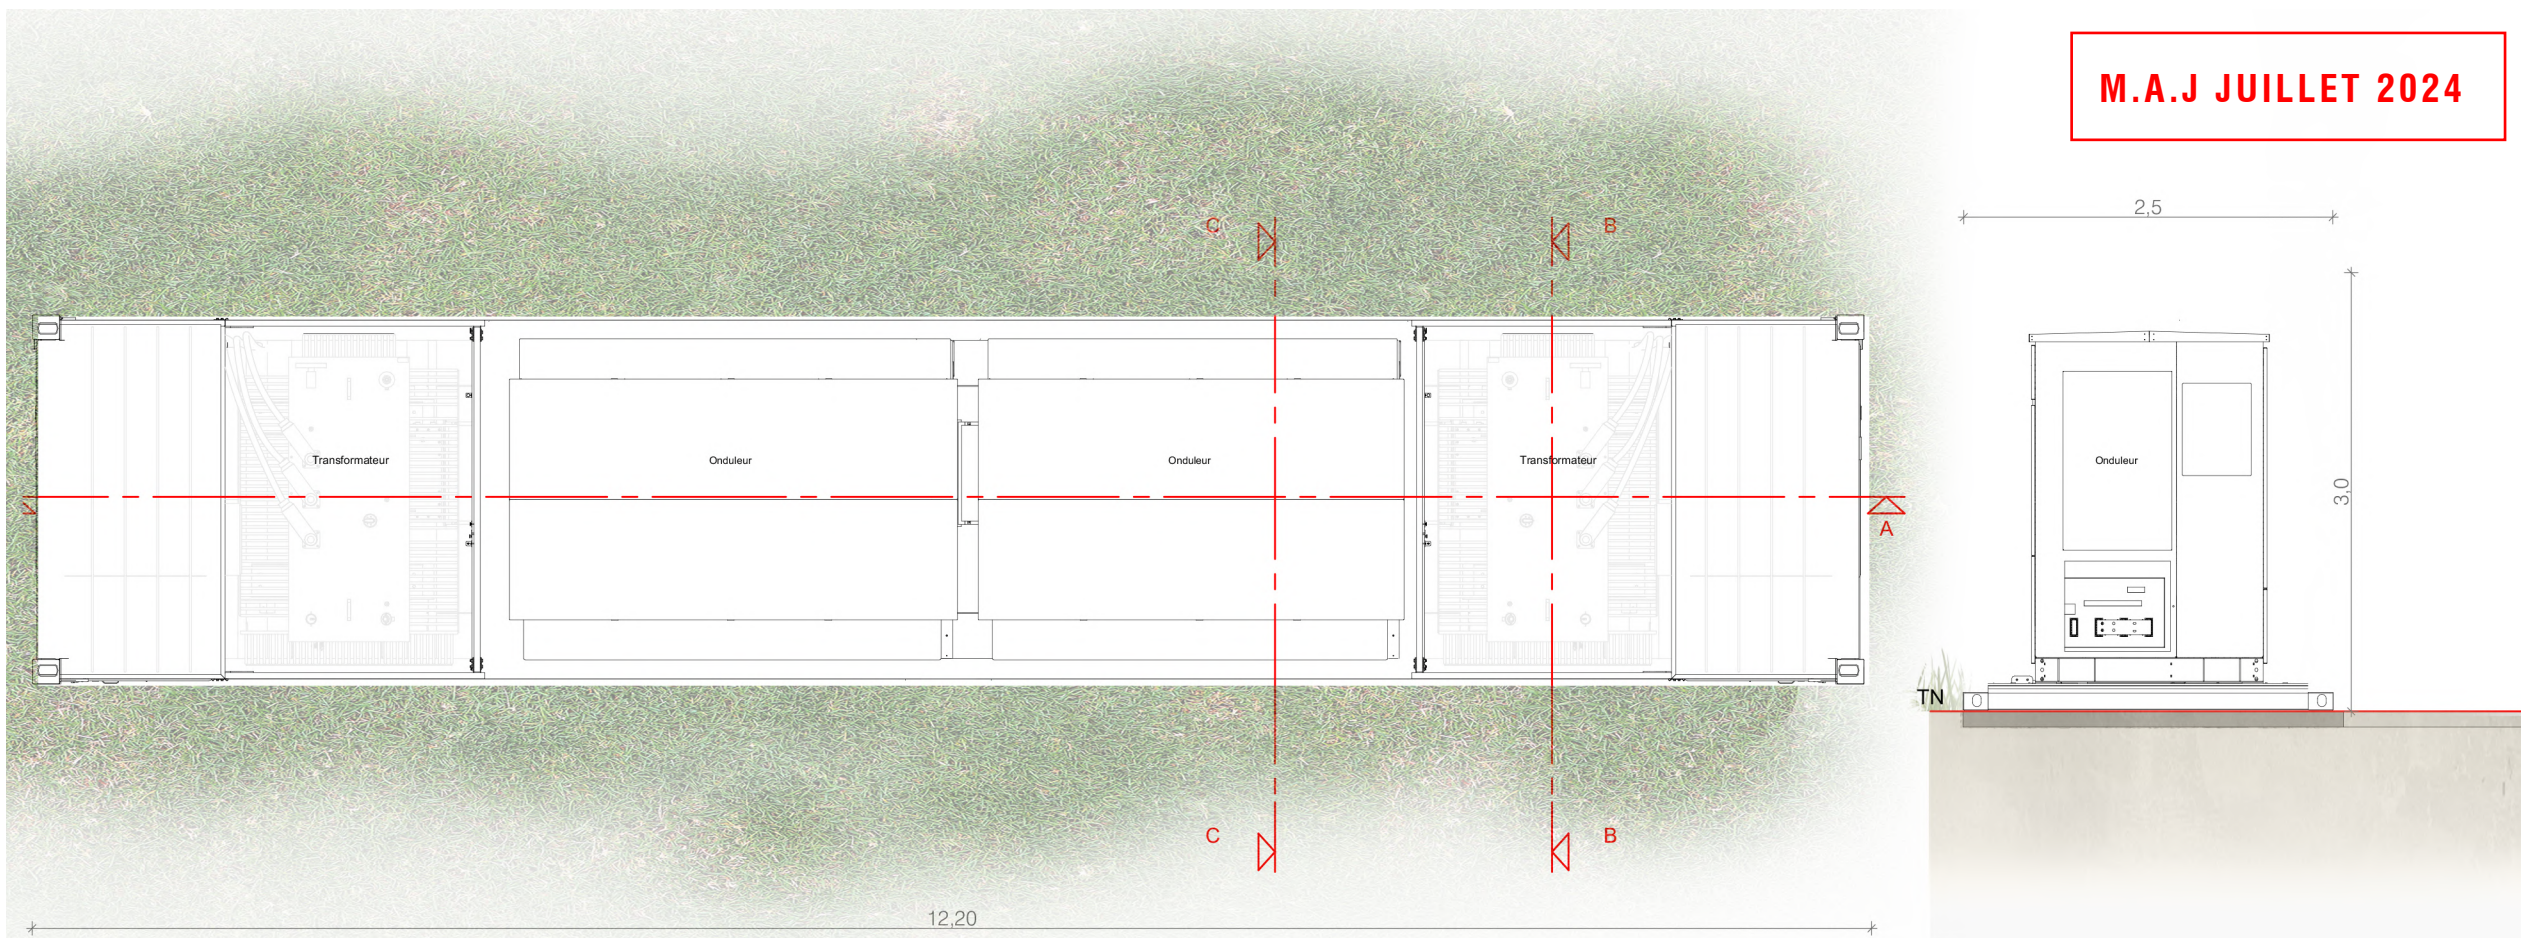 M.A.J JUILLET 2024
2,5
C
B
Transformateur
Onduleur
Onduleur
Transformateur
Onduleur
3,0
A
TN
C
B
12,20